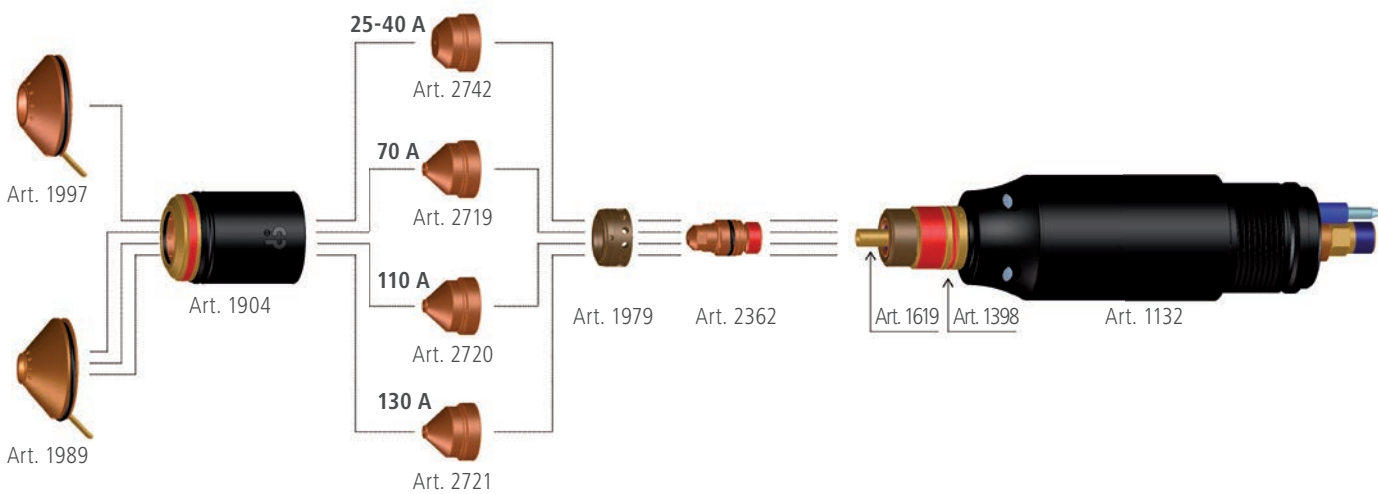 25-40 A
Art. 2742
70 A
Art. 2719
110 A
Art. 2720
130 A
Art. 2721
Art. 1997
Art. 1989
Art. 1904
Art. 1979
Art. 2362
Art. 1619
Art. 1398
Art. 1132